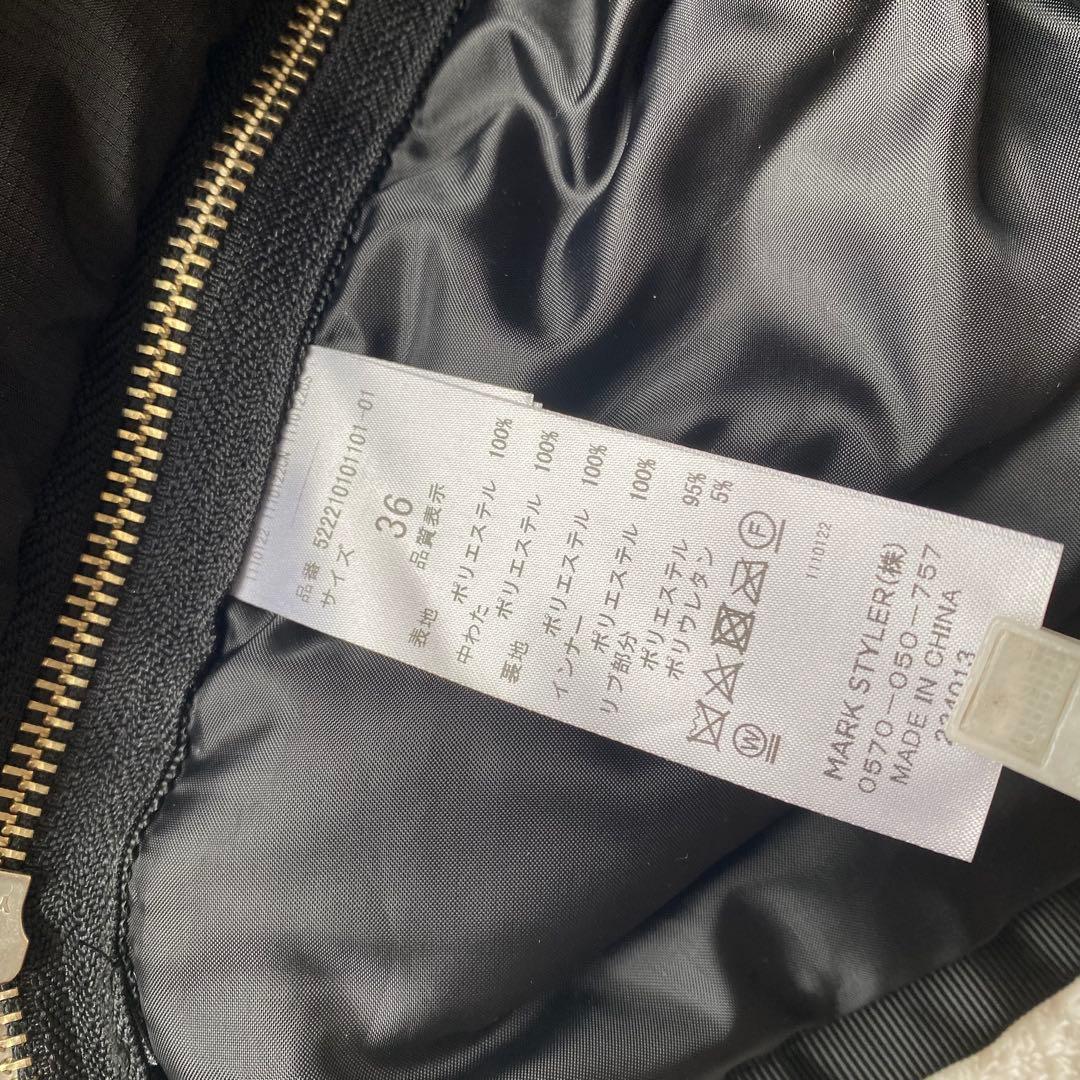 品番 522210101101-01
サイズ
36
品質表示
表地
ポリエステル 100%
中わた
ポリエステル 100%
裏地
ポリエステル 100%
インナー
ポリエステル 100%
リブ部分
ポリエステル 95%
ポリウレタン 5%
W
F
1110122
MARK STYLER(株)
0570-050-757
MADE IN CHINA